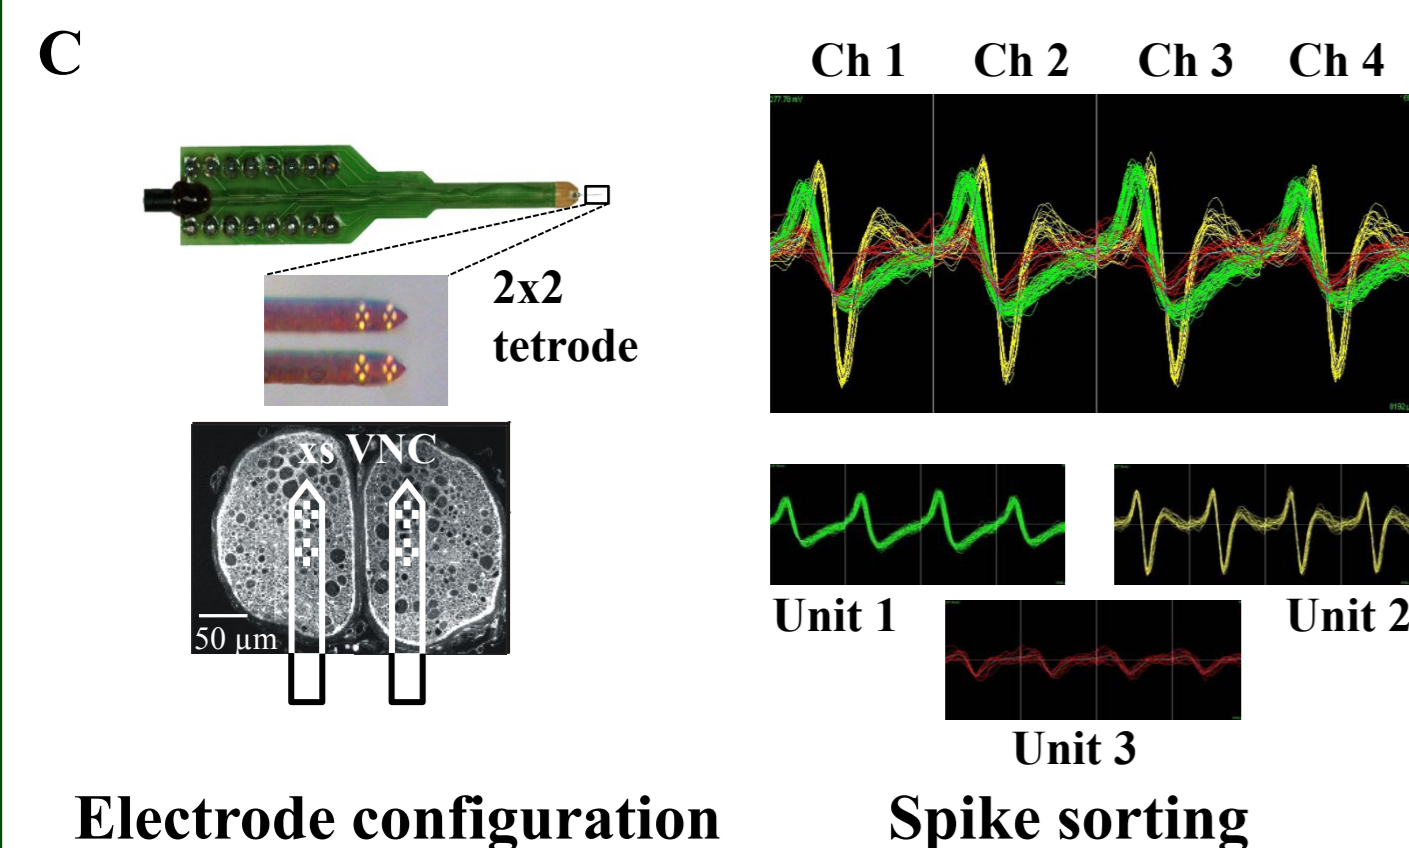 C
Ch 1 Ch 2 Ch 3 Ch 4
2x2
tetrode
xs VNC
50 µm
Unit 1
Unit 2
Unit 3
Electrode configuration
Spike sorting